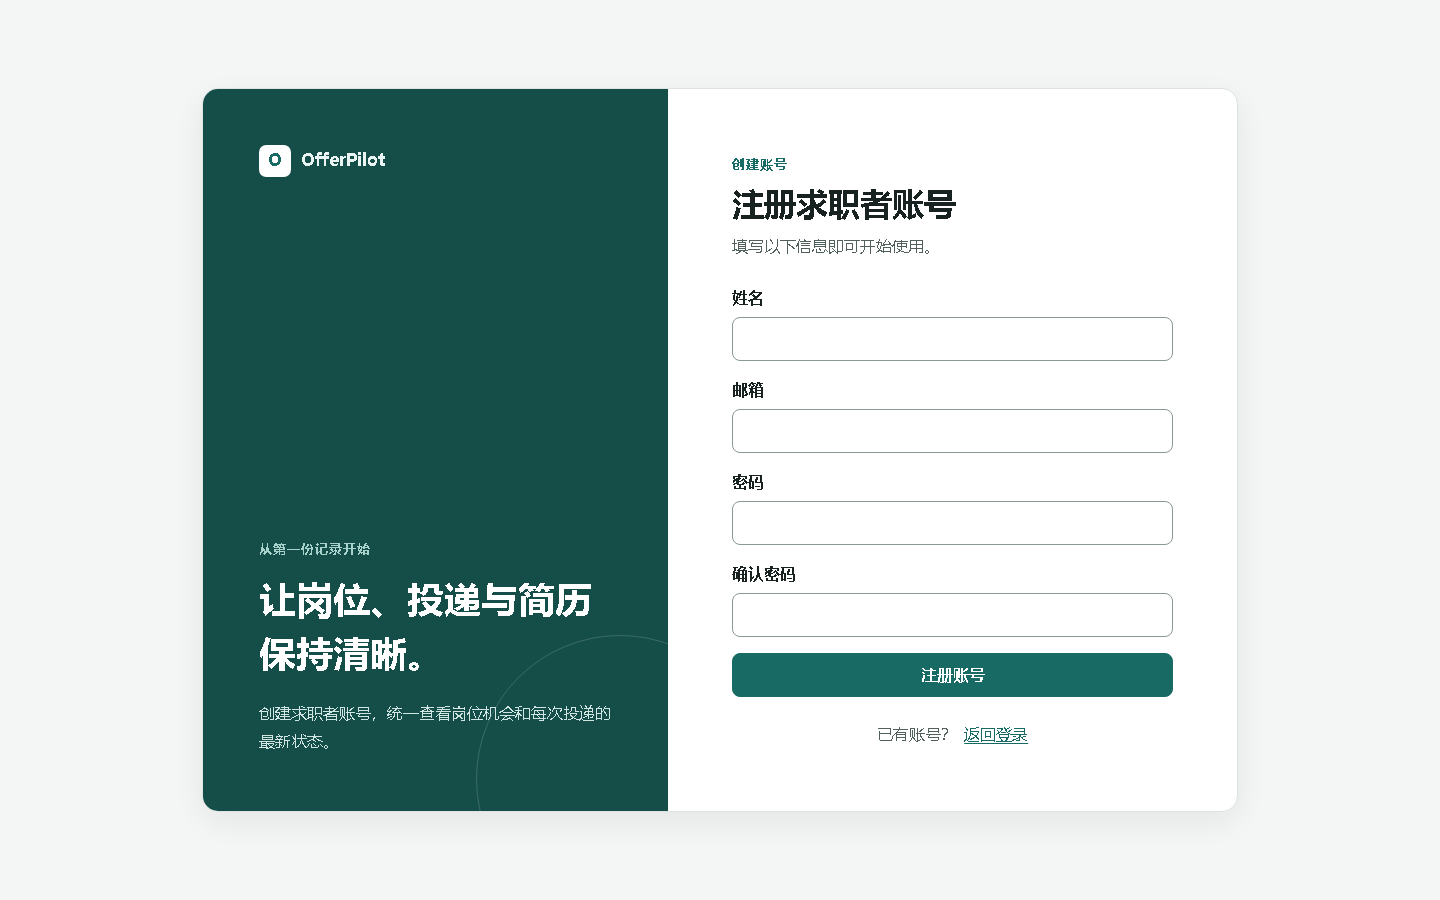 O OfferPilot
从第一份记录开始
让岗位、投递与简历
保持清晰。
创建求职者账号，统一查看岗位机会和每次投递的
最新状态。
创建账号
注册求职者账号
填写以下信息即可开始使用。
姓名
邮箱
密码
确认密码
注册账号
已有账号？ 返回登录